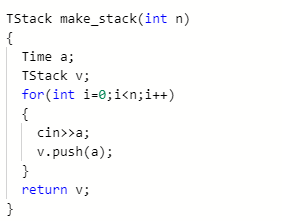 TStack make_stack(int n)
{
Time a;
TStack v;
for(int i=0;i<n;i++)
{
cin>>a;
v.push(a);
}
return v;
}